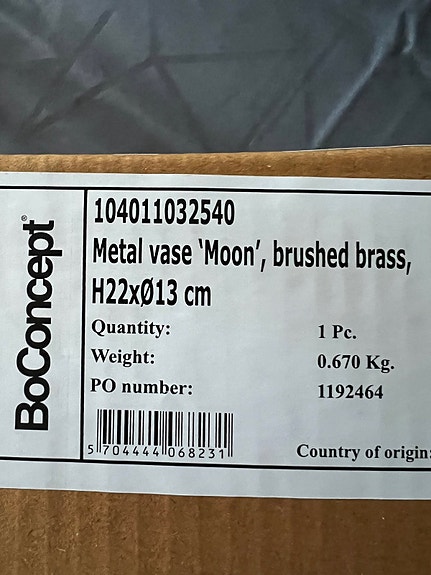 BoConcept®
104011032540
Metal vase ‘Moon’, brushed brass,
H22xØ13 cm
Quantity: 1 Pc.
Weight: 0.670 Kg.
PO number: 1192464
5 704444 068231
Country of origin: